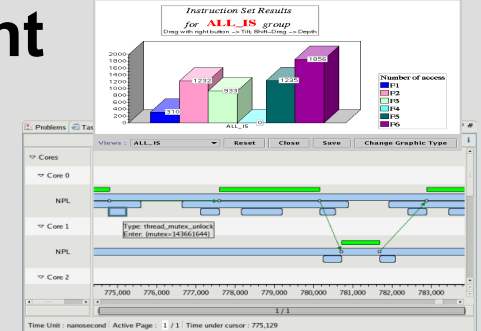 nt
Instruction Set Results
for ALL_IS group
Drag with right button -> Tilt; Shift-Drag -> Depth
2000
1800
1600
1400
1200
1000
800
600
400
200
0
310
1232
933
0
1235
1856
ALL_IS
Number of access
F1
F2
F3
F4
F5
F6
Problems Tas
Views : ALL_IS Reset Close Save Change Graphic Type
Cores
Core 0
NPL
Type: thread_mutex_unlock
Enter: (mutex=143661644)
Core 1
NPL
Core 2
775,000 776,000 777,000 778,000 779,000 780,000 781,000 782,000 783,000
1 / 1
Time Unit : nanosecond Active Page : 1 / 1 Time under cursor : 775,129